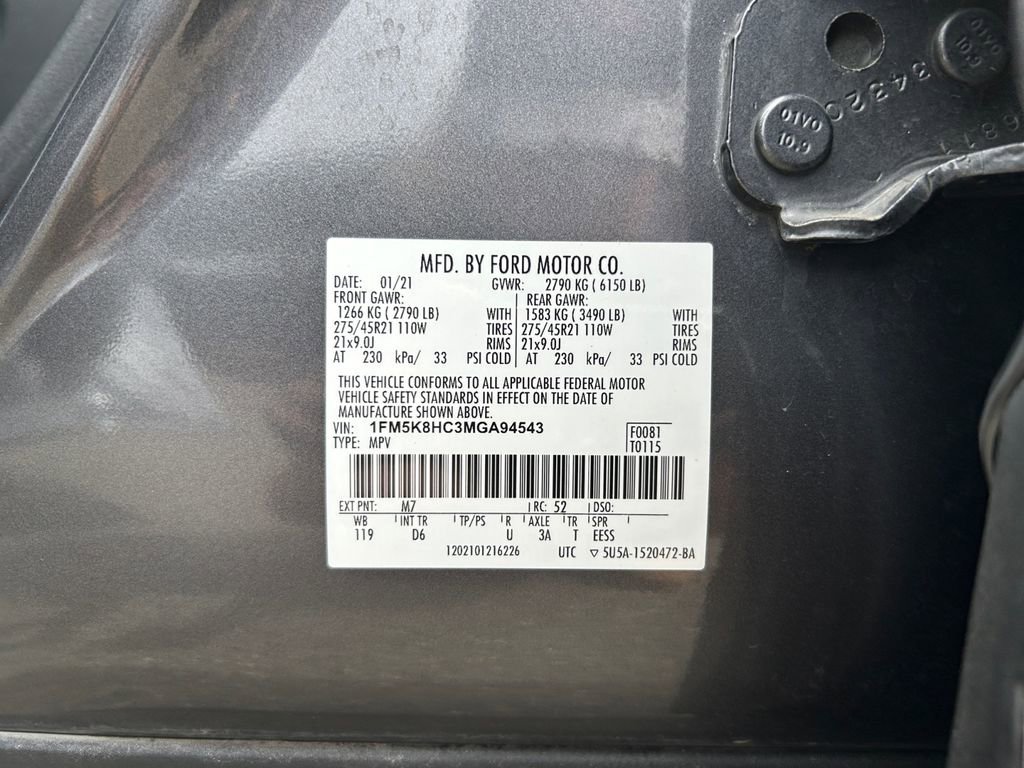 OIVO
10.9
34320
6811
MFD. BY FORD MOTOR CO.
DATE: 01/21 GVWR: 2790 KG ( 6150 LB)
FRONT GAWR: REAR GAWR:
1266 KG ( 2790 LB) WITH 1583 KG ( 3490 LB) WITH
275/45R21 110W TIRES 275/45R21 110W TIRES
21x9.0J RIMS 21x9.0J RIMS
AT 230 kPa/ 33 PSI COLD AT 230 kPa/ 33 PSI COLD
THIS VEHICLE CONFORMS TO ALL APPLICABLE FEDERAL MOTOR
VEHICLE SAFETY STANDARDS IN EFFECT ON THE DATE OF
MANUFACTURE SHOWN ABOVE.
VIN: 1FM5K8HC3MGA94543 F0081
TYPE: MPV T0115
EXT PNT: M7 RC: 52 DSO:
WB INT TR TP/PS R AXLE TR SPR
119 D6 U 3A T EESS
1202101216226 UTC ▽ 5U5A-1520472-BA